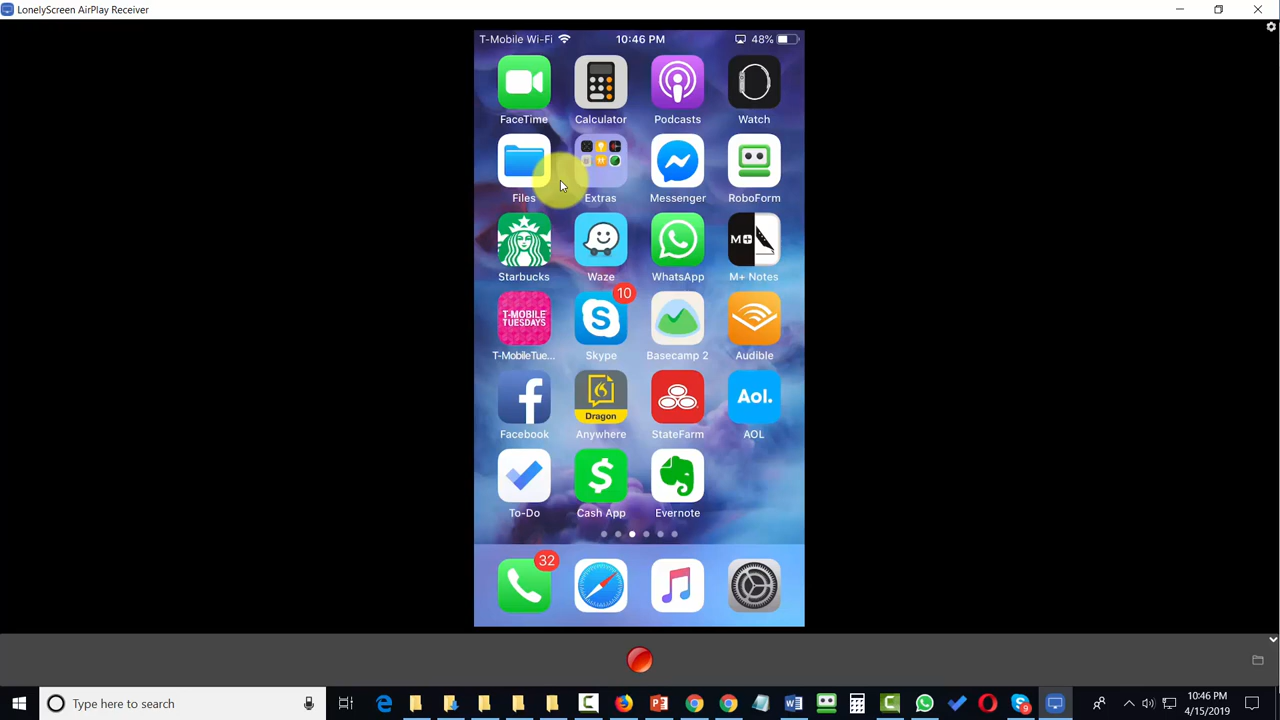 LonelyScreen AirPlay Receiver
T-Mobile Wi-Fi 10:46 PM 48%
FaceTime Calculator Podcasts Watch
Files Extras Messenger RoboForm
M+
Starbucks Waze WhatsApp M+ Notes
10
T-MOBILE
TUESDAYS
T-MobileTue... Skype Basecamp 2 Audible
Aol.
Dragon
Facebook Anywhere StateFarm AOL
To-Do Cash App Evernote
32
Type here to search
9
10:46 PM
4/15/2019